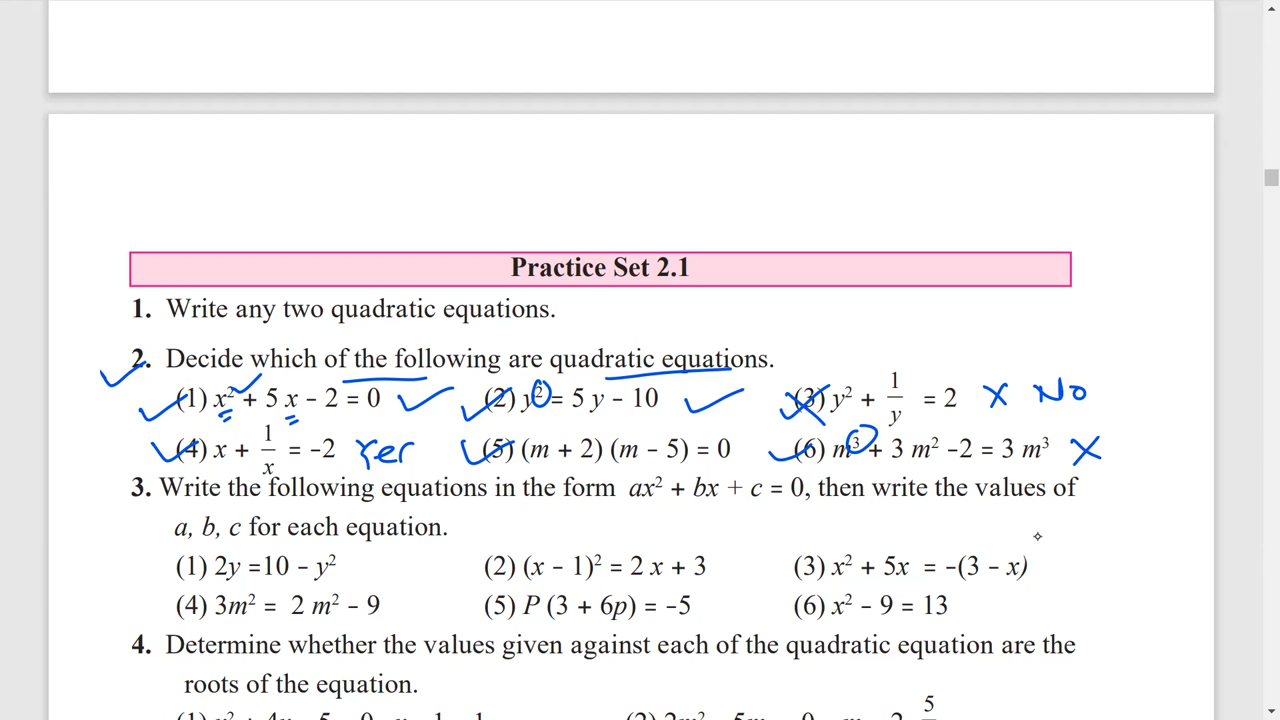 Practice Set 2.1
1. Write any two quadratic equations.
2. Decide which of the following are quadratic equations.
(1) x² + 5 x – 2 = 0 (2) y² = 5 y – 10 (3) y² + 1/y = 2 X No
(4) x + 1/x = –2 Yer (5) (m + 2) (m – 5) = 0 (6) m³ + 3 m² –2 = 3 m³ X
3. Write the following equations in the form ax² + bx + c = 0, then write the values of
a, b, c for each equation.
(1) 2y =10 – y² (2) (x – 1)² = 2 x + 3 (3) x² + 5x = –(3 – x)
(4) 3m² = 2 m² – 9 (5) P (3 + 6p) = –5 (6) x² – 9 = 13
4. Determine whether the values given against each of the quadratic equation are the
roots of the equation.